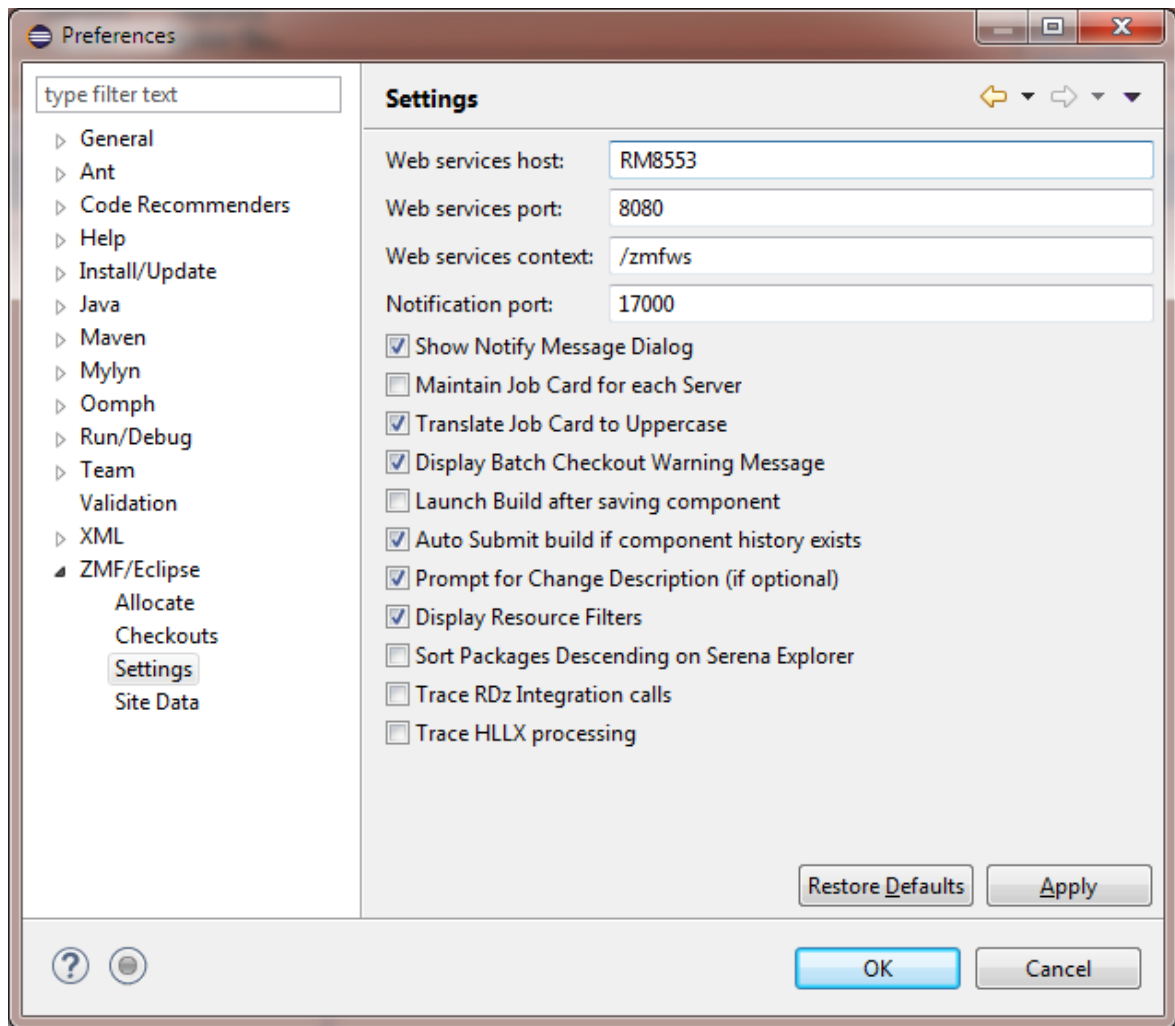 Preferences
type filter text
General
Ant
Code Recommenders
Help
Install/Update
Java
Maven
Mylyn
Oomph
Run/Debug
Team
Validation
XML
ZMF/Eclipse
Allocate
Checkouts
Settings
Site Data
Settings
Web services host: RM8553
Web services port: 8080
Web services context: /zmfws
Notification port: 17000
Show Notify Message Dialog
Maintain Job Card for each Server
Translate Job Card to Uppercase
Display Batch Checkout Warning Message
Launch Build after saving component
Auto Submit build if component history exists
Prompt for Change Description (if optional)
Display Resource Filters
Sort Packages Descending on Serena Explorer
Trace RDz Integration calls
Trace HLLX processing
Restore Defaults Apply
? OK Cancel